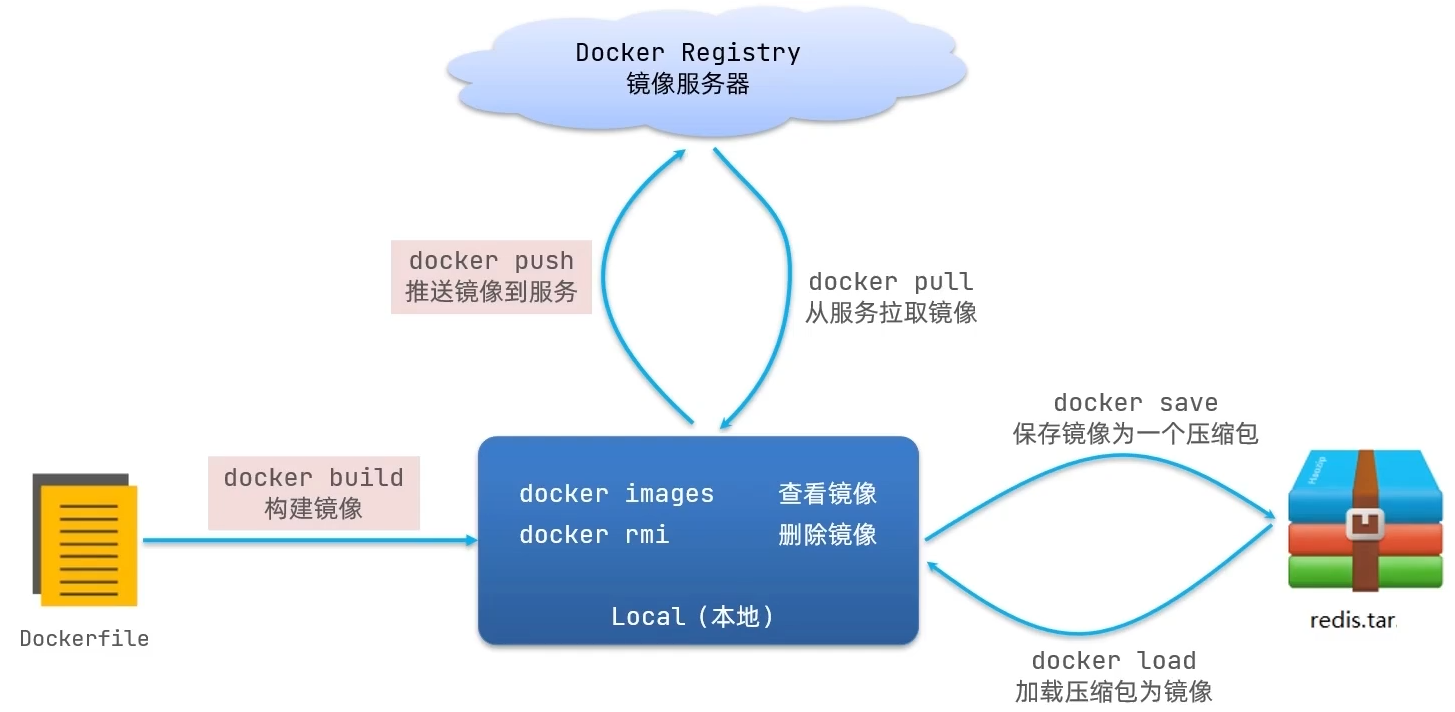 Docker Registry
镜像服务器
docker push
推送镜像到服务
docker pull
从服务拉取镜像
docker save
保存镜像为一个压缩包
docker build
构建镜像
docker images 查看镜像
docker rmi 删除镜像
Local（本地）
Haozip
redis.tar
Dockerfile
docker load
加载压缩包为镜像